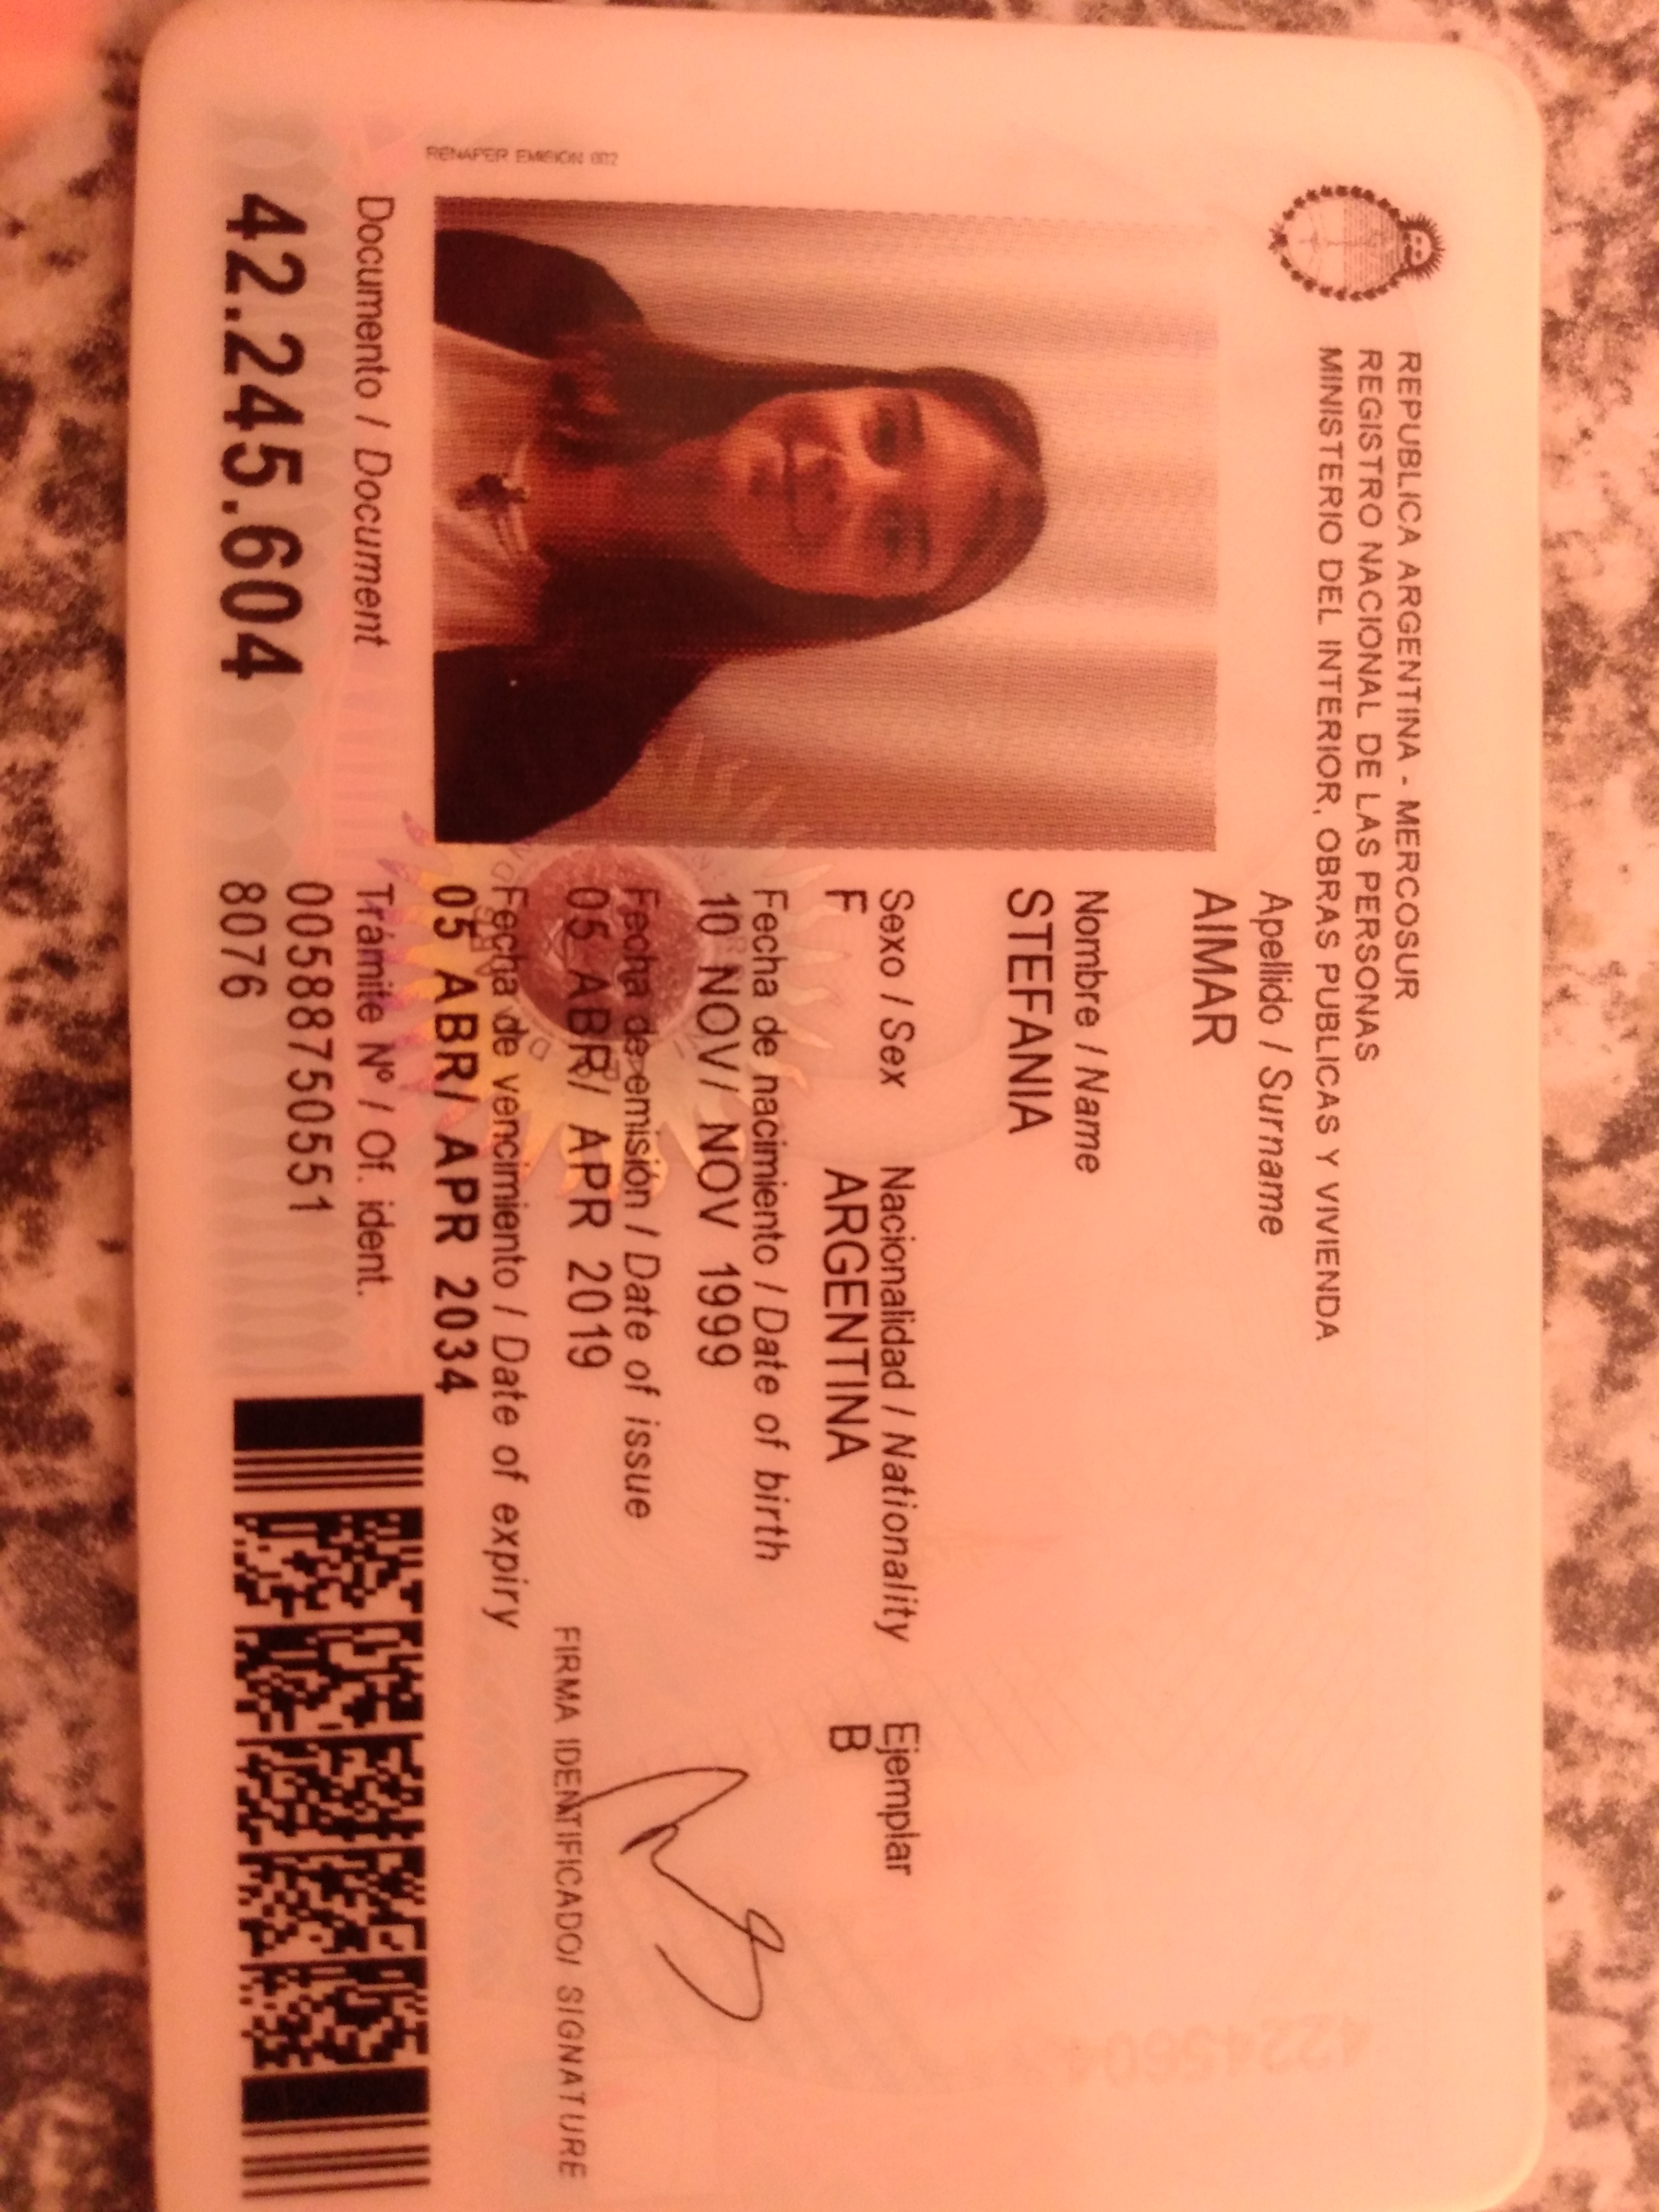 REPUBLICA ARGENTINA - MERCOSUR
REGISTRO NACIONAL DE LAS PERSONAS
MINISTERIO DEL INTERIOR, OBRAS PUBLICAS Y VIVIENDA
Apellido / Surname
AIMAR
Nombre / Name
STEFANIA
Sexo / Sex Nacionalidad / Nationality Ejemplar
F ARGENTINA B
Fecha de nacimiento / Date of birth
10 NOV/ NOV 1999
Fecha de emisión / Date of issue
05 ABR/ APR 2019
Fecha de vencimiento / Date of expiry
05 ABR/ APR 2034
FIRMA IDENTIFICADO/ SIGNATURE
RENAPER EMISION 002
Documento / Document
42.245.604
Trámite Nº / Of. ident.
00588750551
8076
42245604